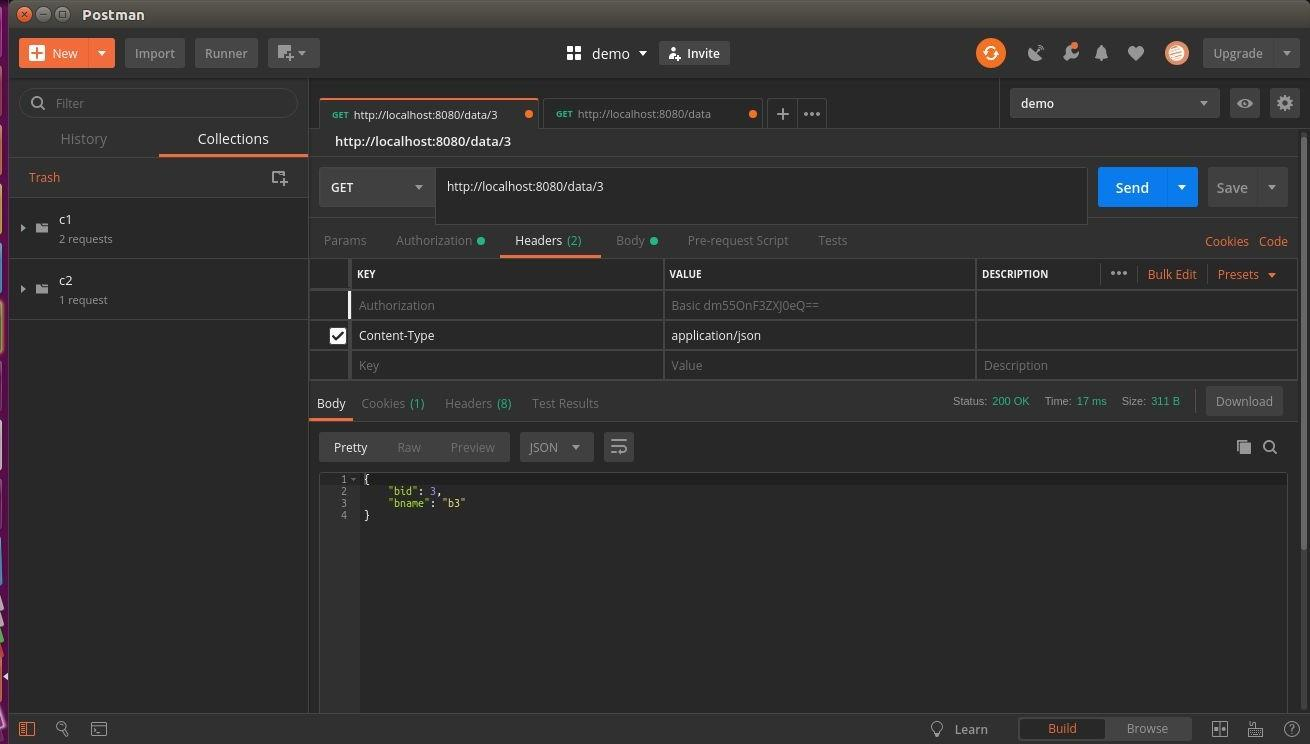 Postman
New Import Runner demo Invite Upgrade
Filter
History Collections
Trash
c1
2 requests
c2
1 request
GET http://localhost:8080/data/3 GET http://localhost:8080/data + ••• demo
http://localhost:8080/data/3
GET http://localhost:8080/data/3 Send Save
Params Authorization Headers (2) Body Pre-request Script Tests Cookies Code
KEY VALUE DESCRIPTION ••• Bulk Edit Presets
Authorization Basic dm55OnF3ZXJ0eQ==
Content-Type application/json
Key Value Description
Body Cookies (1) Headers (8) Test Results Status: 200 OK Time: 17 ms Size: 311 B Download
Pretty Raw Preview JSON
1 {
2 "bid": 3,
3 "bname": "b3"
4 }
Learn Build Browse ?